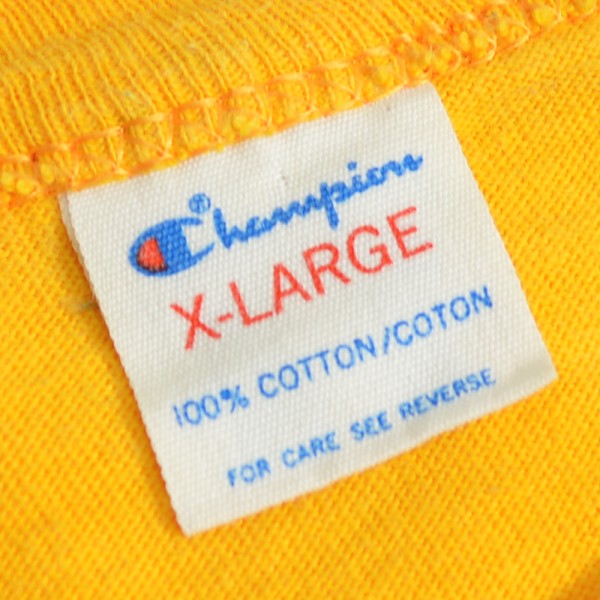 Champion®
X-LARGE
100% COTTON/COTON
FOR CARE SEE REVERSE